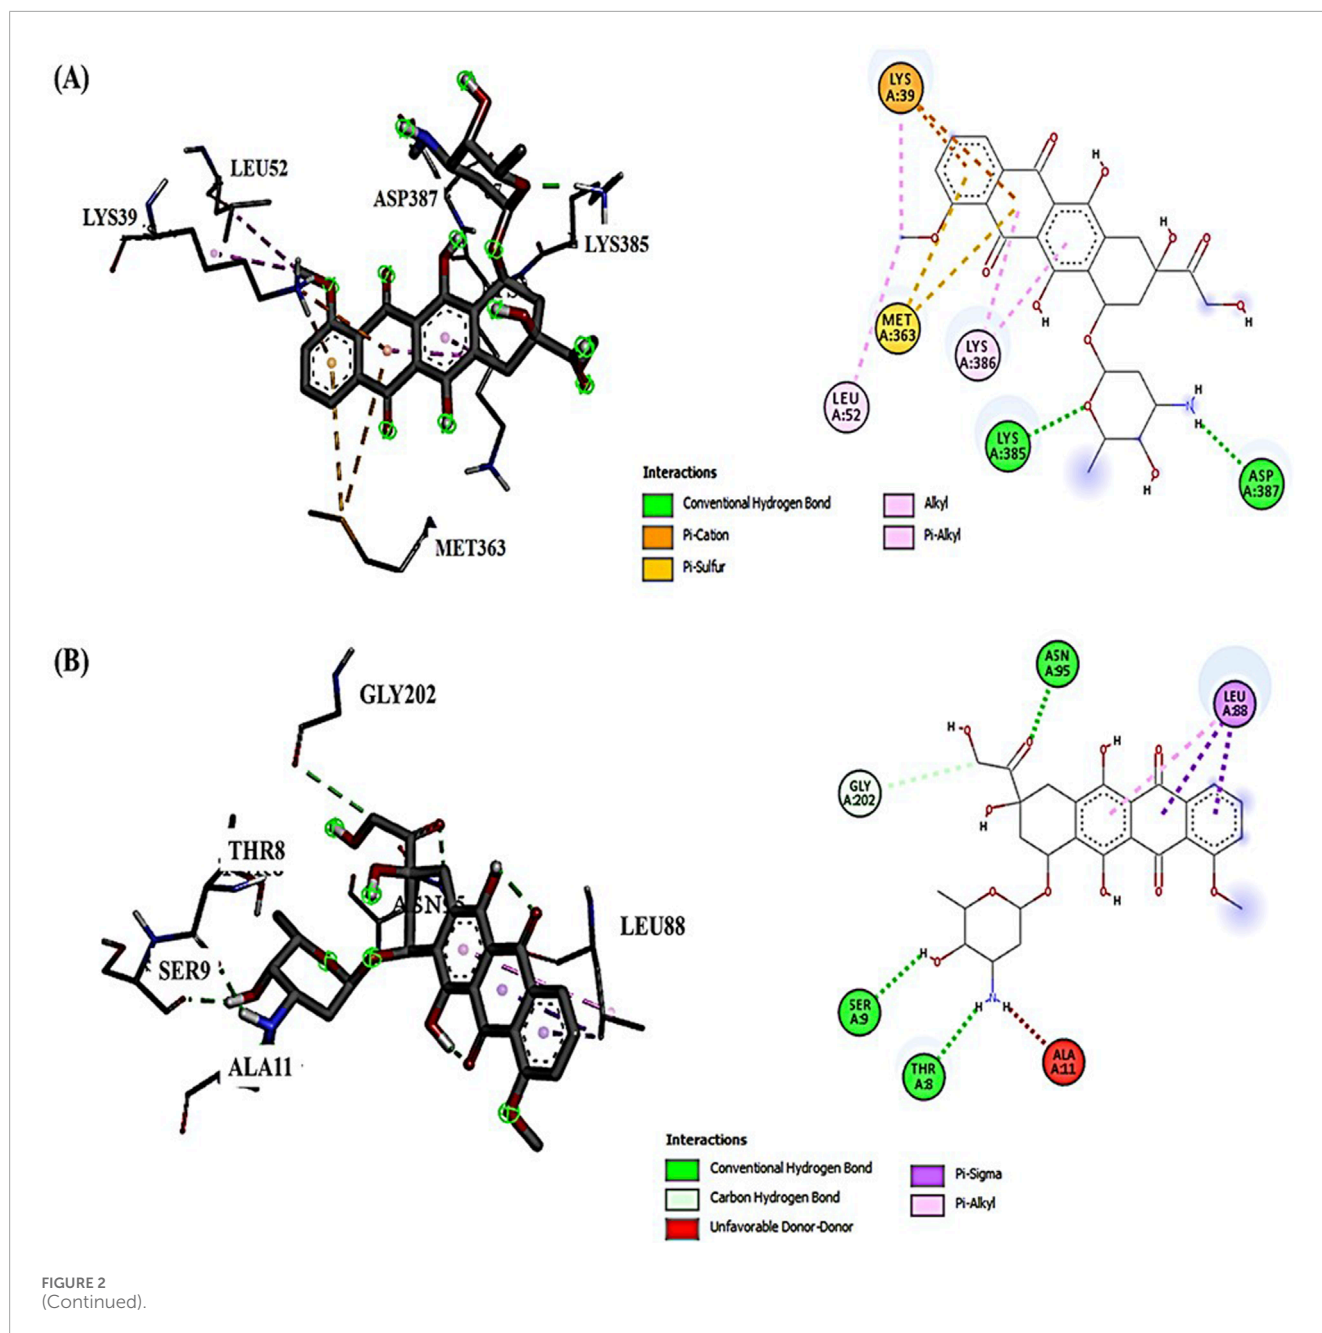 (A)
LEU52
LYS39
ASP387
LYS385
MET363
LYS
A:39
MET
A:363
LYS
A:386
LEU
A:52
LYS
A:385
ASP
A:387
H
O
O
H
O
O
O
O
H
O
O
H
O
H
O
H
O
O
N
H
H
O
H
Interactions
Conventional Hydrogen Bond
Pi-Cation
Pi-Sulfur
Alkyl
Pi-Alkyl
(B)
GLY202
THR8
ASN95
SER9
LEU88
ALA11
ASN
A:95
LEU
A:88
GLY
A:202
SER
A:9
THR
A:8
ALA
A:11
H
O
O
O
H
O
H
O
O
O
H
O
O
O
H
O
N
H
H
Interactions
Conventional Hydrogen Bond
Carbon Hydrogen Bond
Unfavorable Donor-Donor
Pi-Sigma
Pi-Alkyl
FIGURE 2
(Continued).